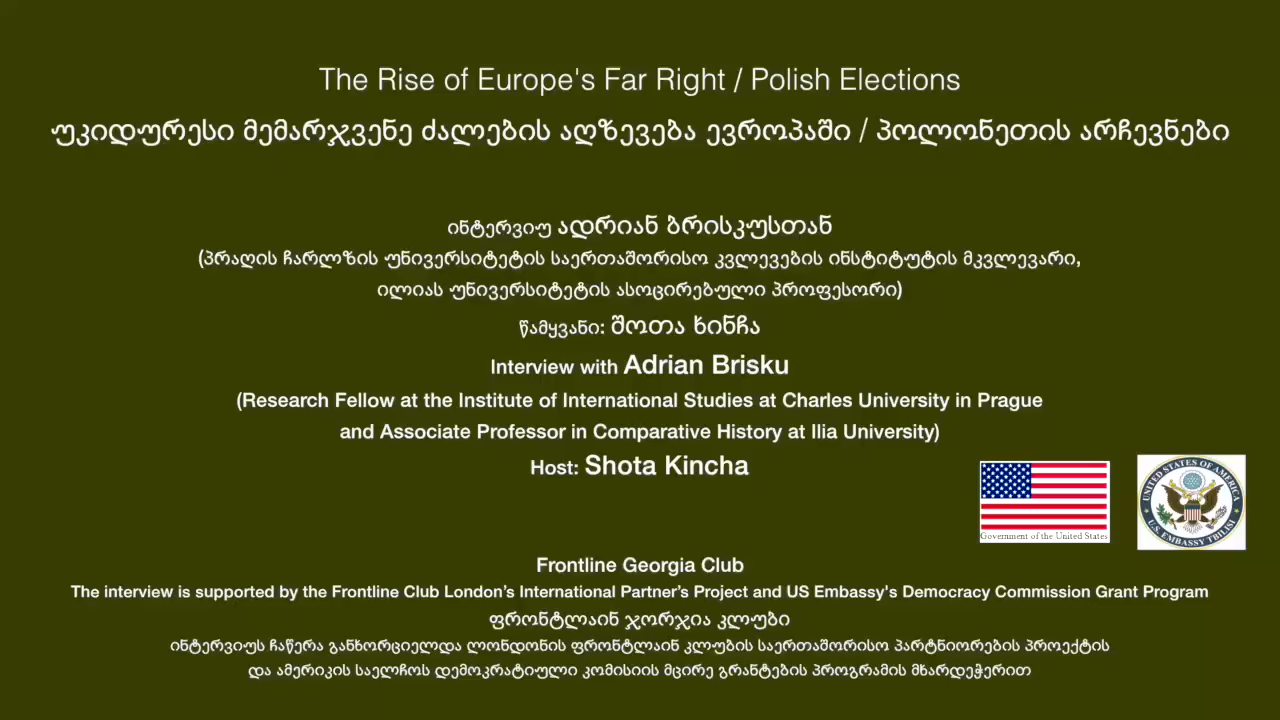 The Rise of Europe's Far Right / Polish Elections
უკიდურესი მემარჯვენე ძალების აღზევება ევროპაში / პოლონეთის არჩევნები
ინტერვიუ ადრიან ბრისკუსთან
(პრაღის ჩარლზის უნივერსიტეტის საერთაშორისო კვლევების ინსტიტუტის მკვლევარი,
ილიას უნივერსიტეტის ასოცირებული პროფესორი)
წამყვანი: შოთა ხინჩა
Interview with Adrian Brisku
(Research Fellow at the Institute of International Studies at Charles University in Prague
and Associate Professor in Comparative History at Ilia University)
Host: Shota Kincha
Government of the United States
UNITED STATES OF AMERICA
U.S. EMBASSY TBILISI
Frontline Georgia Club
The interview is supported by the Frontline Club London’s International Partner’s Project and US Embassy's Democracy Commission Grant Program
ფრონტლაინ ჯორჯია კლუბი
ინტერვიუს ჩაწერა განხორციელდა ლონდონის ფრონტლაინ კლუბის საერთაშორისო პარტნიორების პროექტის
და ამერიკის საელჩოს დემოკრატიული კომისიის მცირე გრანტების პროგრამის მხარდეჭერით